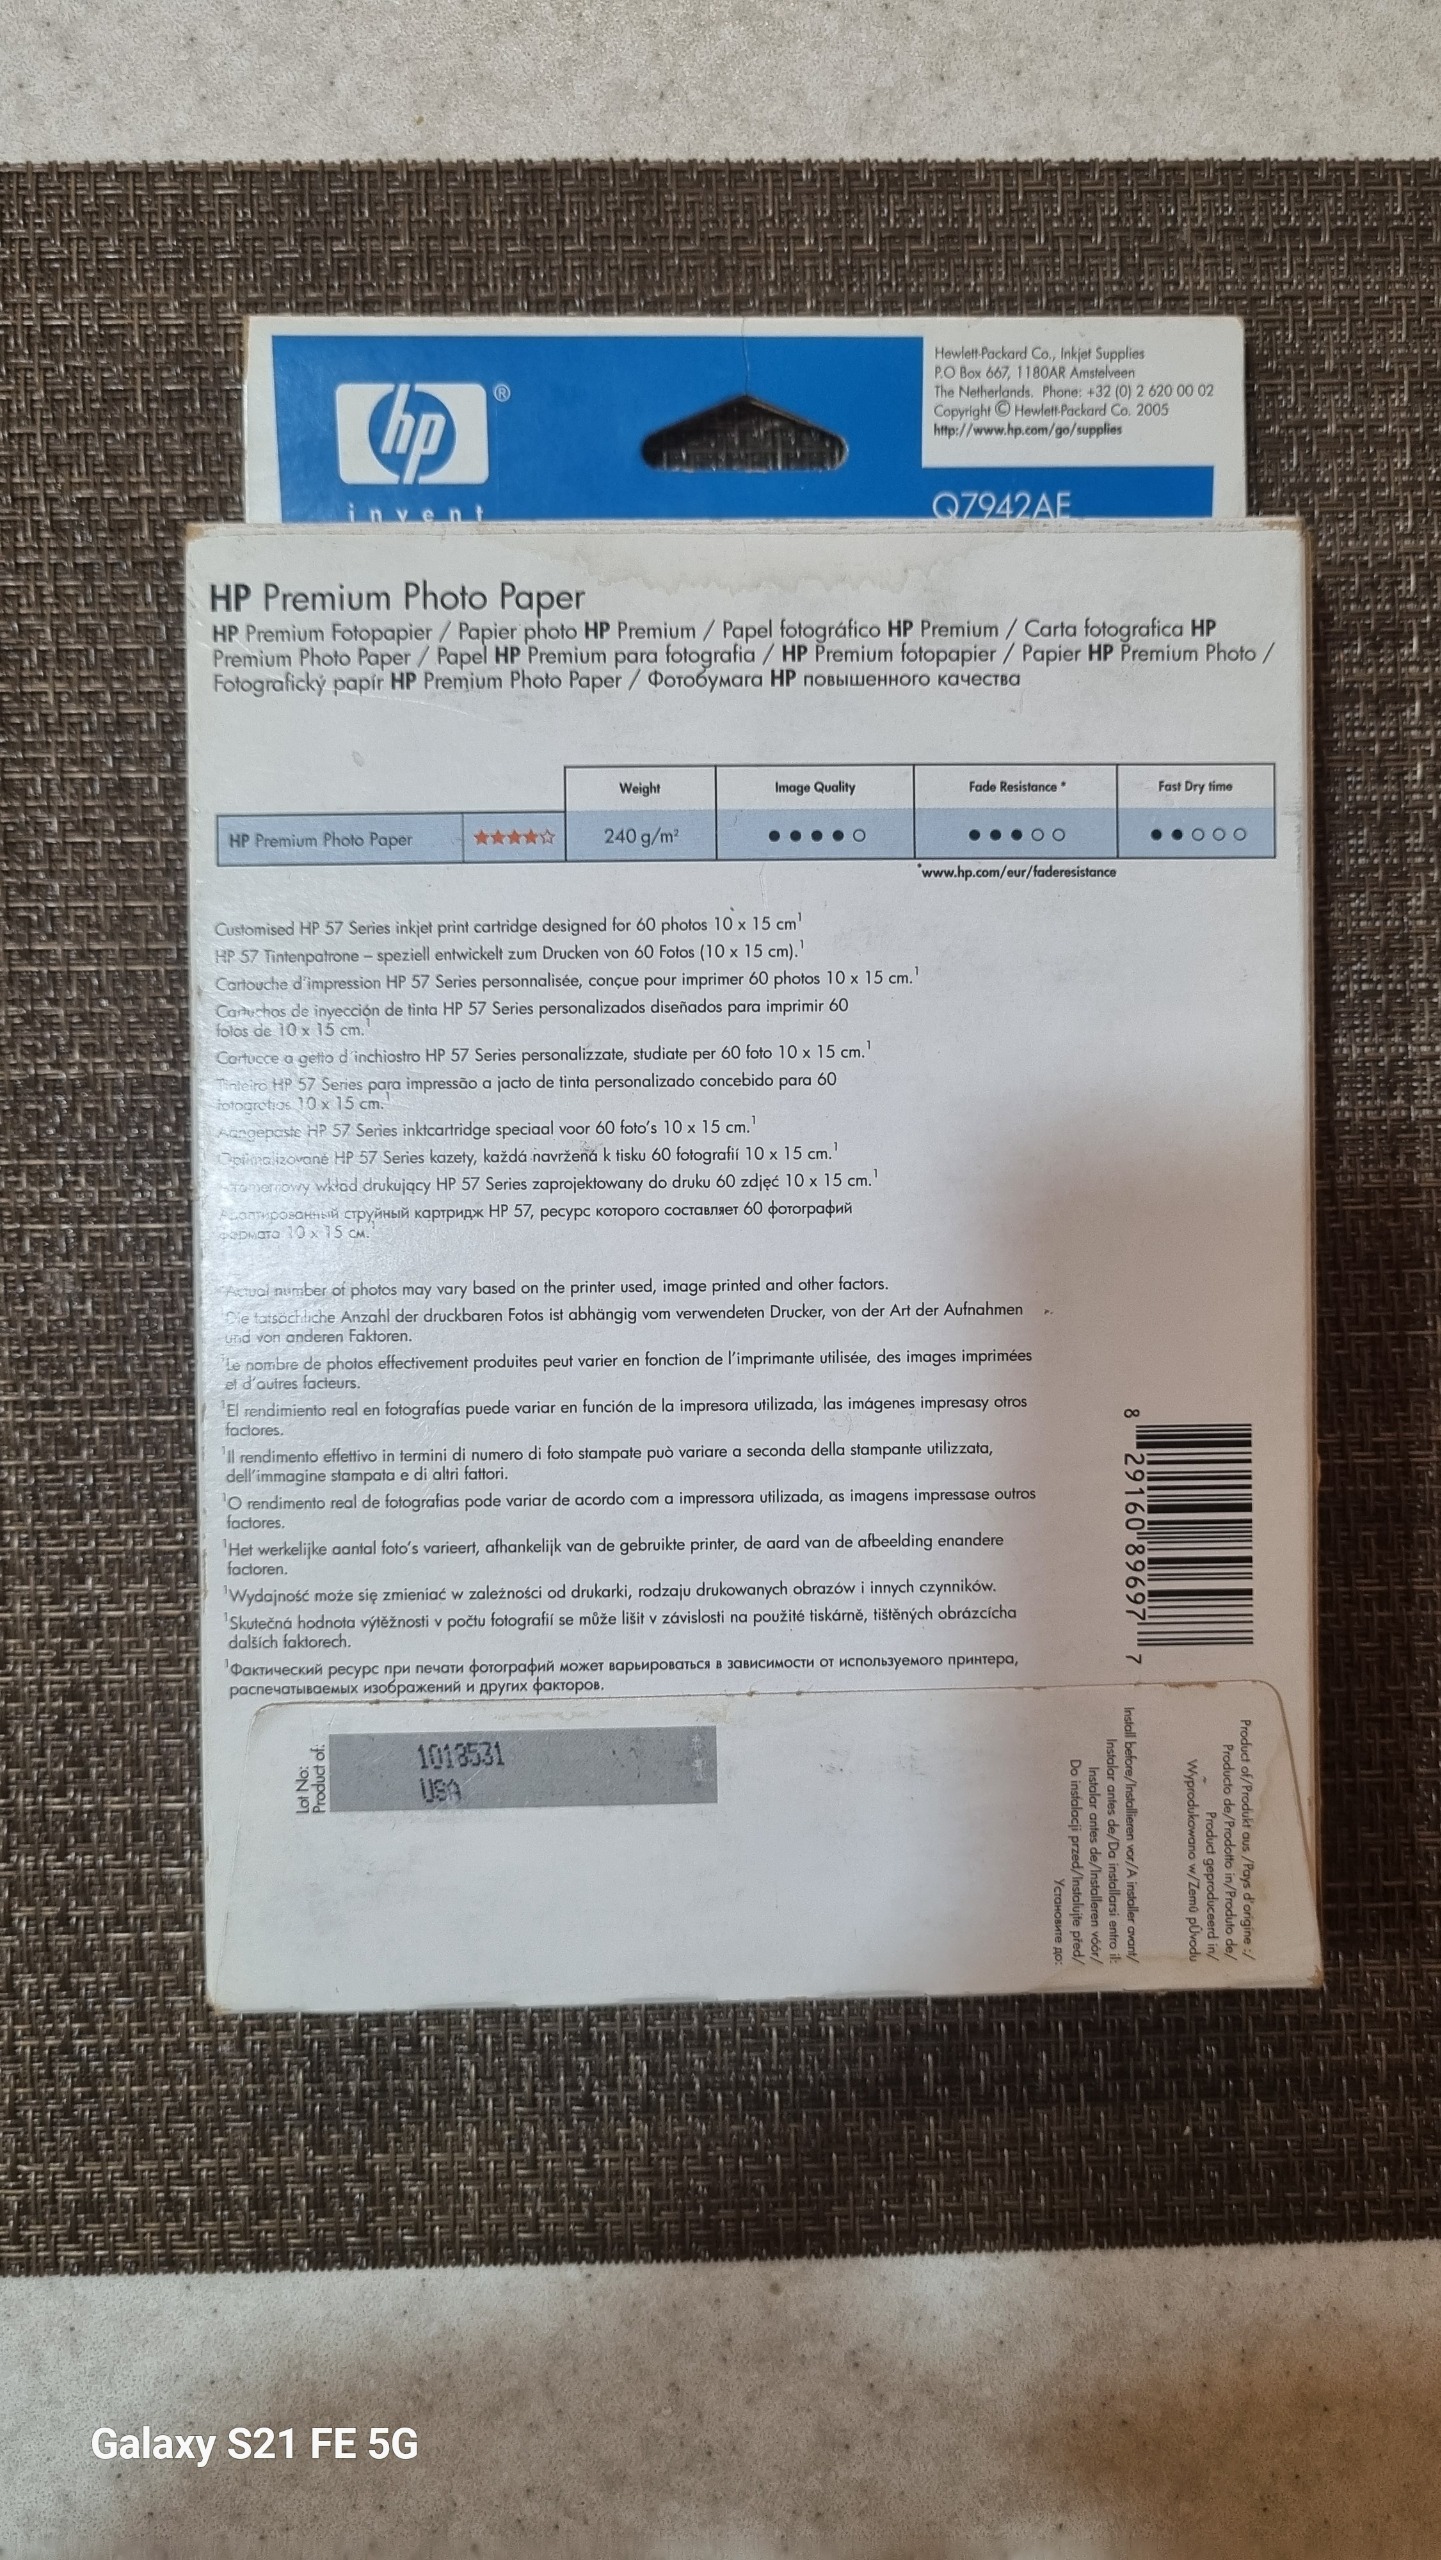 hp®
invent
Hewlett-Packard Co., Inkjet Supplies
P.O Box 667, 1180AR Amstelveen
The Netherlands. Phone: +32 (0) 2 620 00 02
Copyright © Hewlett-Packard Co. 2005
http://www.hp.com/go/supplies
Q7942AE
HP Premium Photo Paper
HP Premium Fotopapier / Papier photo HP Premium / Papel fotográfico HP Premium / Carta fotografica HP
Premium Photo Paper / Papel HP Premium para fotografia / HP Premium fotopapier / Papier HP Premium Photo /
Fotografický papír HP Premium Photo Paper / Фотобумага HP повышенного качества
Weight Image Quality Fade Resistance * Fast Dry time
HP Premium Photo Paper 240 g/m²
*www.hp.com/eur/faderesistance
Customised HP 57 Series inkjet print cartridge designed for 60 photos 10 x 15 cm¹
HP 57 Tintenpatrone – speziell entwickelt zum Drucken von 60 Fotos (10 x 15 cm).¹
Cartouche d'impression HP 57 Series personnalisée, conçue pour imprimer 60 photos 10 x 15 cm.¹
Cartuchos de inyección de tinta HP 57 Series personalizados diseñados para imprimir 60
fotos de 10 x 15 cm.¹
Cartucce a getto d'inchiostro HP 57 Series personalizzate, studiate per 60 foto 10 x 15 cm.¹
Tinteiro HP 57 Series para impressão a jacto de tinta personalizado concebido para 60
fotografias 10 x 15 cm.¹
Aangepaste HP 57 Series inktcartridge speciaal voor 60 foto's 10 x 15 cm.¹
Optimalizované HP 57 Series kazety, každá navržená k tisku 60 fotografií 10 x 15 cm.¹
wkład drukujący HP 57 Series zaprojektowany do druku 60 zdjęć 10 x 15 cm.¹
струйный картридж HP 57, ресурс которого составляет 60 фотографий
формата 10 x 15 см.¹
Actual number of photos may vary based on the printer used, image printed and other factors.
Die tatsächliche Anzahl der druckbaren Fotos ist abhängig vom verwendeten Drucker, von der Art der Aufnahmen
und von anderen Faktoren.
¹Le nombre de photos effectivement produites peut varier en fonction de l'imprimante utilisée, des images imprimées
et d'autres facteurs.
¹El rendimiento real en fotografías puede variar en función de la impresora utilizada, las imágenes impresasy otros
factores.
¹Il rendimento effettivo in termini di numero di foto stampate può variare a seconda della stampante utilizzata,
dell'immagine stampata e di altri fattori.
¹O rendimento real de fotografias pode variar de acordo com a impressora utilizada, as imagens impressase outros
factores.
¹Het werkelijke aantal foto's varieert, afhankelijk van de gebruikte printer, de aard van de afbeelding enandere
factoren.
¹Wydajność może się zmieniać w zależności od drukarki, rodzaju drukowanych obrazów i innych czynników.
¹Skutečná hodnota výtěžnosti v počtu fotografií se může lišit v závislosti na použité tiskárně, tištěných obrázcícha
dalších faktorech.
¹Фактический ресурс при печати фотографий может варьироваться в зависимости от используемого принтера,
распечатываемых изображений и других факторов.
8 29160 89697 7
Lot No:
Product of:
1013531
USA
Install before/Installieren vor/A installer avant/
Instalar antes de/Da installarsi entro il:
Instalar antes de/Installeren vóór/
Do instalacji przed/Instalujte před/
Установите до:
Product of/Produkt aus /Pays d'origine :/
Producto de/Prodotto in/Produto de/
Product geproduceerd in/
Wyprodukowano w/Země původu
Galaxy S21 FE 5G